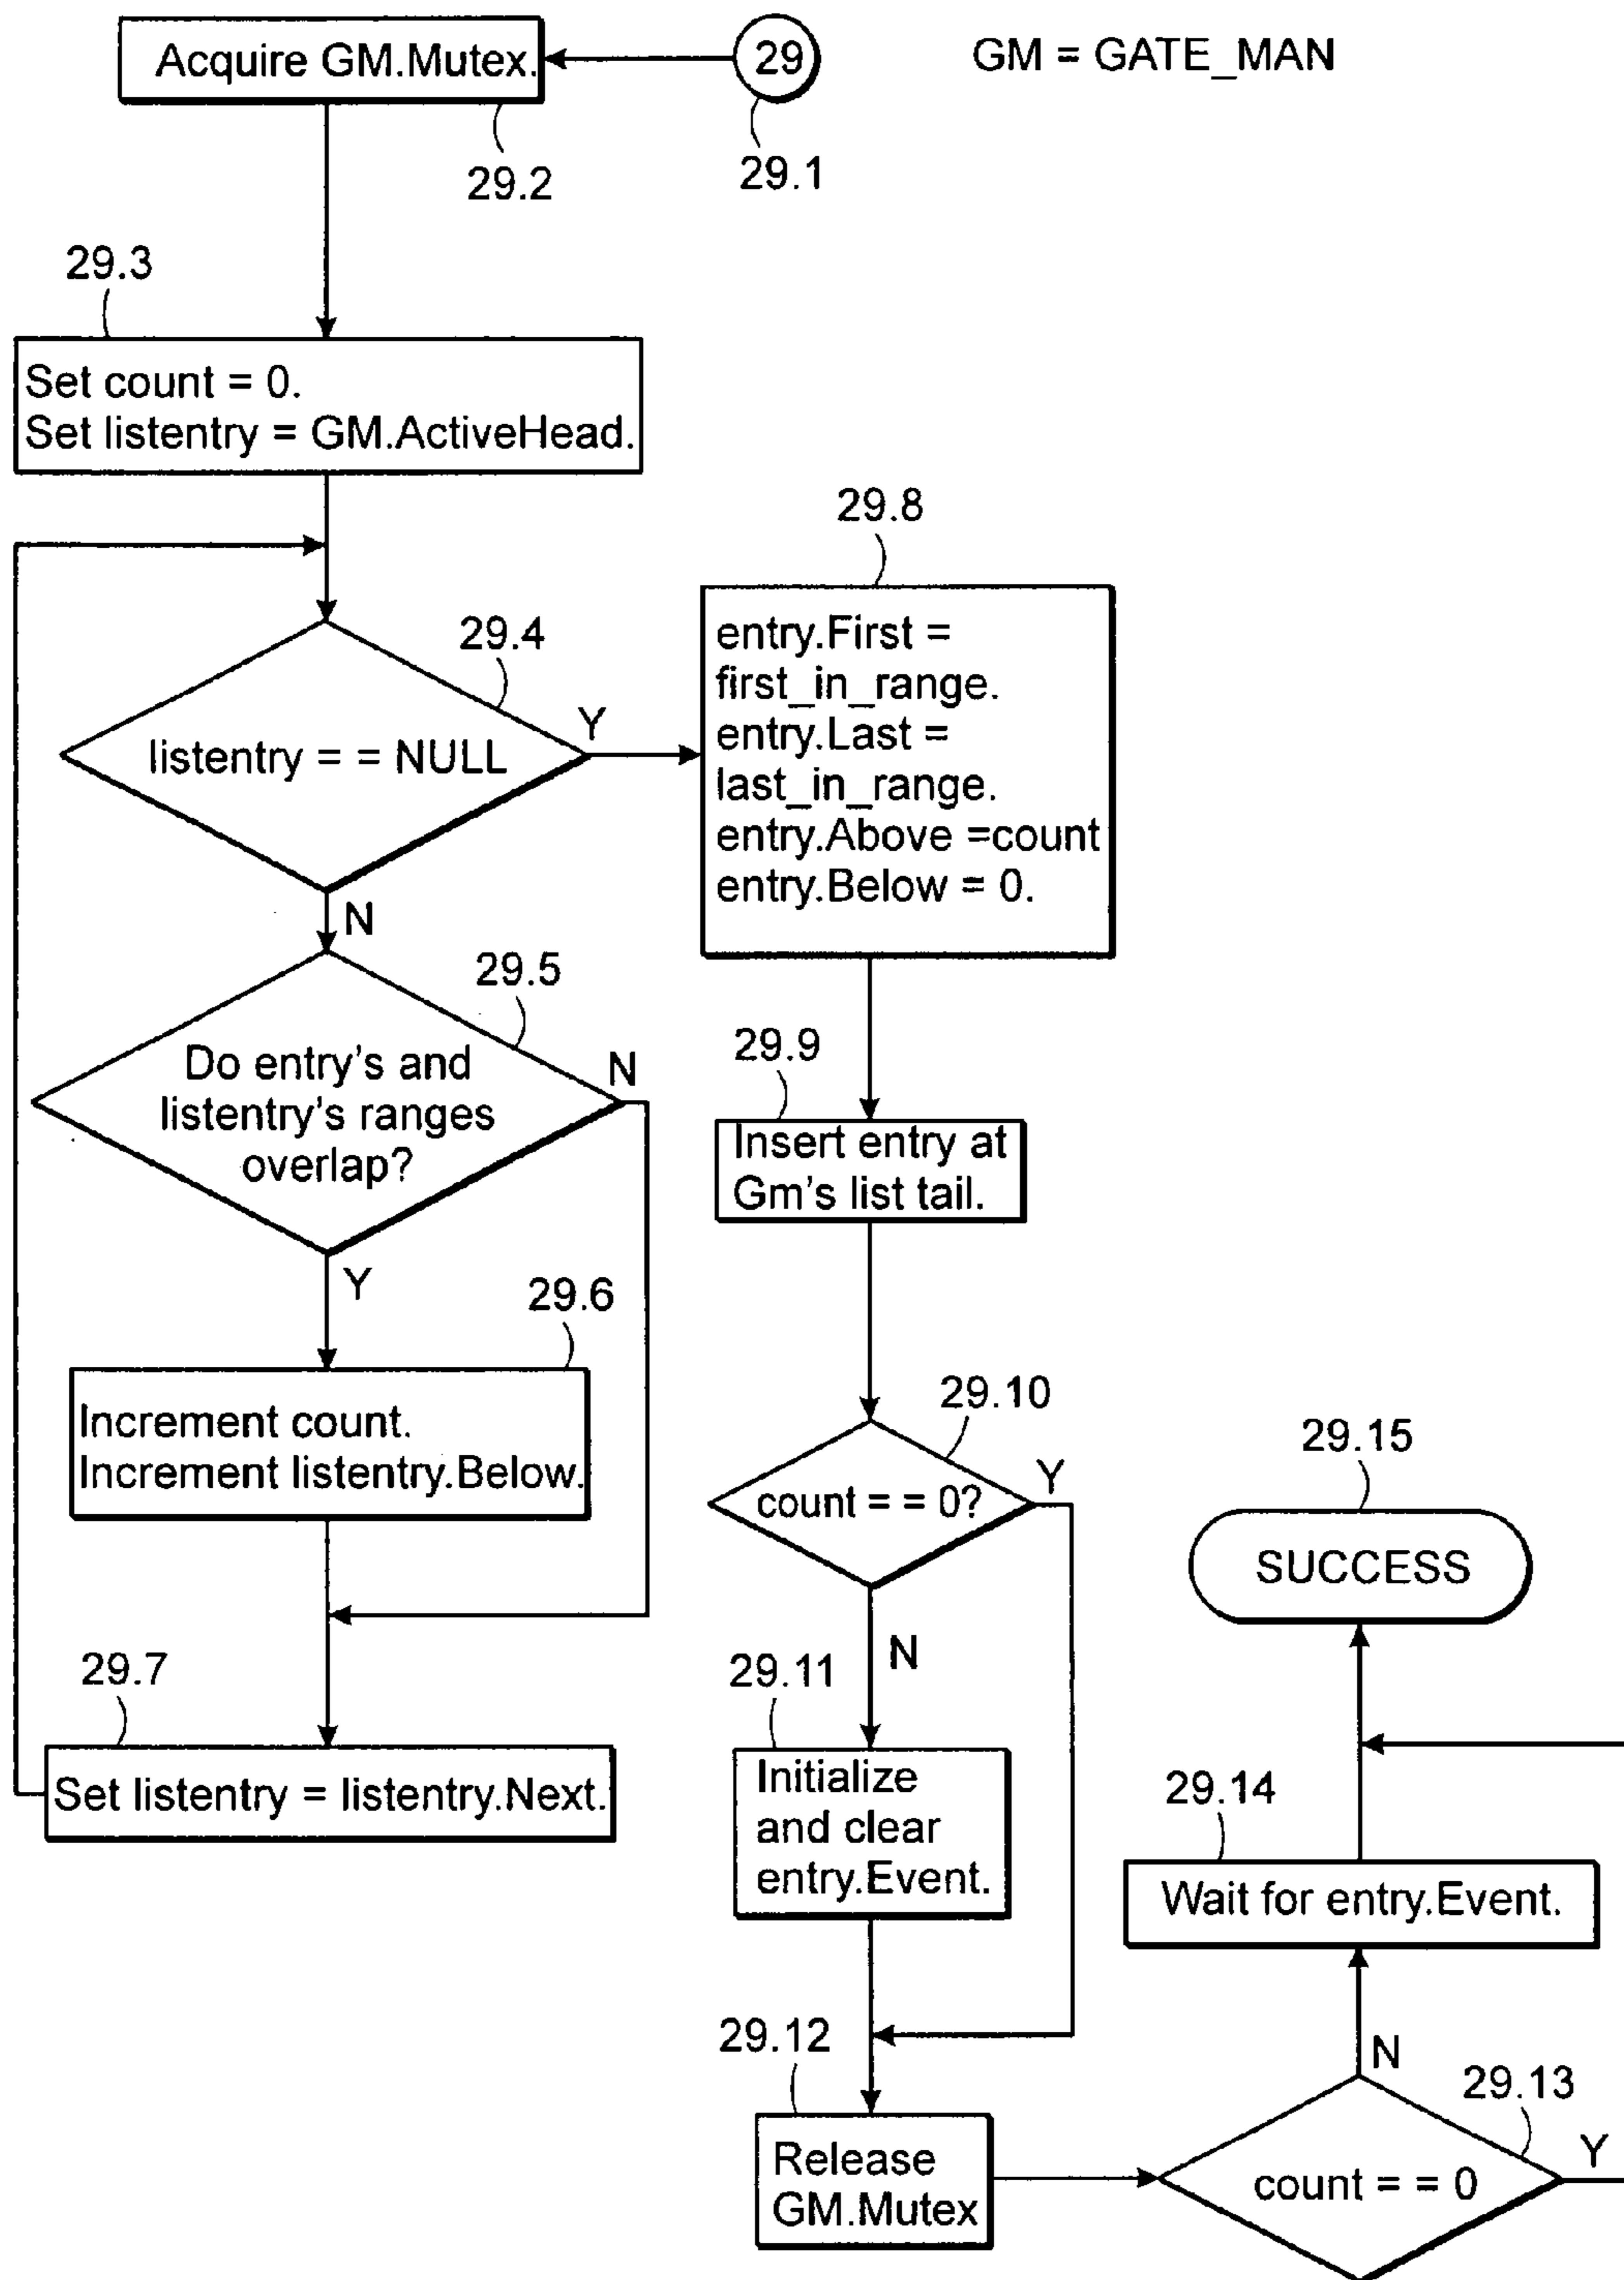 Acquire GM.Mutex.
29
GM = GATE_MAN
29.2
29.1
29.3
Set count = 0.
Set listentry = GM.ActiveHead.
29.4
listentry = = NULL
Y
N
29.8
entry.First =
first_in_range.
entry.Last =
last_in_range.
entry.Above =count
entry.Below = 0.
29.5
Do entry's and
listentry's ranges
overlap?
N
Y
29.6
Increment count.
Increment listentry.Below.
29.7
Set listentry = listentry.Next.
29.9
Insert entry at
Gm's list tail.
29.10
count = = 0?
Y
N
29.11
Initialize
and clear
entry.Event.
29.12
Release
GM.Mutex
29.15
SUCCESS
29.14
Wait for entry.Event.
N
29.13
count = = 0
Y